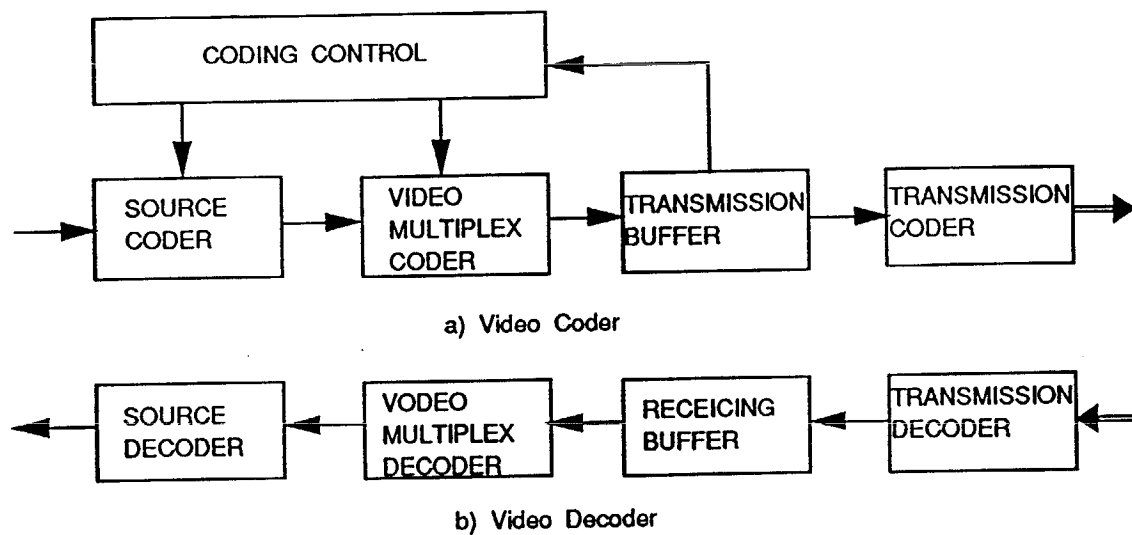 CODING CONTROL
SOURCE
CODER
VIDEO
MULTIPLEX
CODER
TRANSMISSION
BUFFER
TRANSMISSION
CODER
a) Video Coder
SOURCE
DECODER
VODEO
MULTIPLEX
DECODER
RECEICING
BUFFER
TRANSMISSION
DECODER
b) Video Decoder